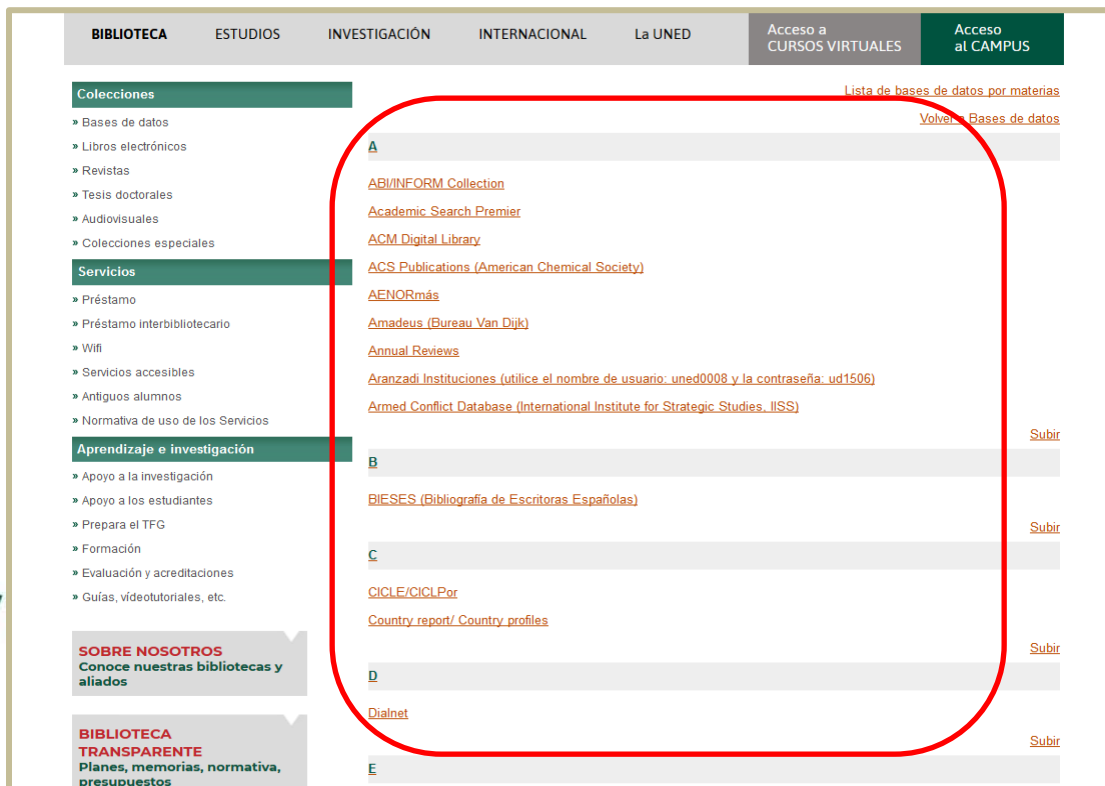 BIBLIOTECA ESTUDIOS INVESTIGACIÓN INTERNACIONAL La UNED
Acceso a
CURSOS VIRTUALES
Acceso
al CAMPUS
Colecciones
» Bases de datos
» Libros electrónicos
» Revistas
» Tesis doctorales
» Audiovisuales
» Colecciones especiales
Servicios
» Préstamo
» Préstamo interbibliotecario
» Wifi
» Servicios accesibles
» Antiguos alumnos
» Normativa de uso de los Servicios
Aprendizaje e investigación
» Apoyo a la investigación
» Apoyo a los estudiantes
» Prepara el TFG
» Formación
» Evaluación y acreditaciones
» Guías, vídeotutoriales, etc.
SOBRE NOSOTROS
Conoce nuestras bibliotecas y
aliados
BIBLIOTECA
TRANSPARENTE
Planes, memorias, normativa,
presupuestos
Lista de bases de datos por materias
Volver a Bases de datos
A
ABI/INFORM Collection
Academic Search Premier
ACM Digital Library
ACS Publications (American Chemical Society)
AENORmás
Amadeus (Bureau Van Dijk)
Annual Reviews
Aranzadi Instituciones (utilice el nombre de usuario: uned0008 y la contraseña: ud1506)
Armed Conflict Database (International Institute for Strategic Studies, IISS)
Subir
B
BIESES (Bibliografía de Escritoras Españolas)
Subir
C
CICLE/CICLPor
Country report/ Country profiles
Subir
D
Dialnet
Subir
E